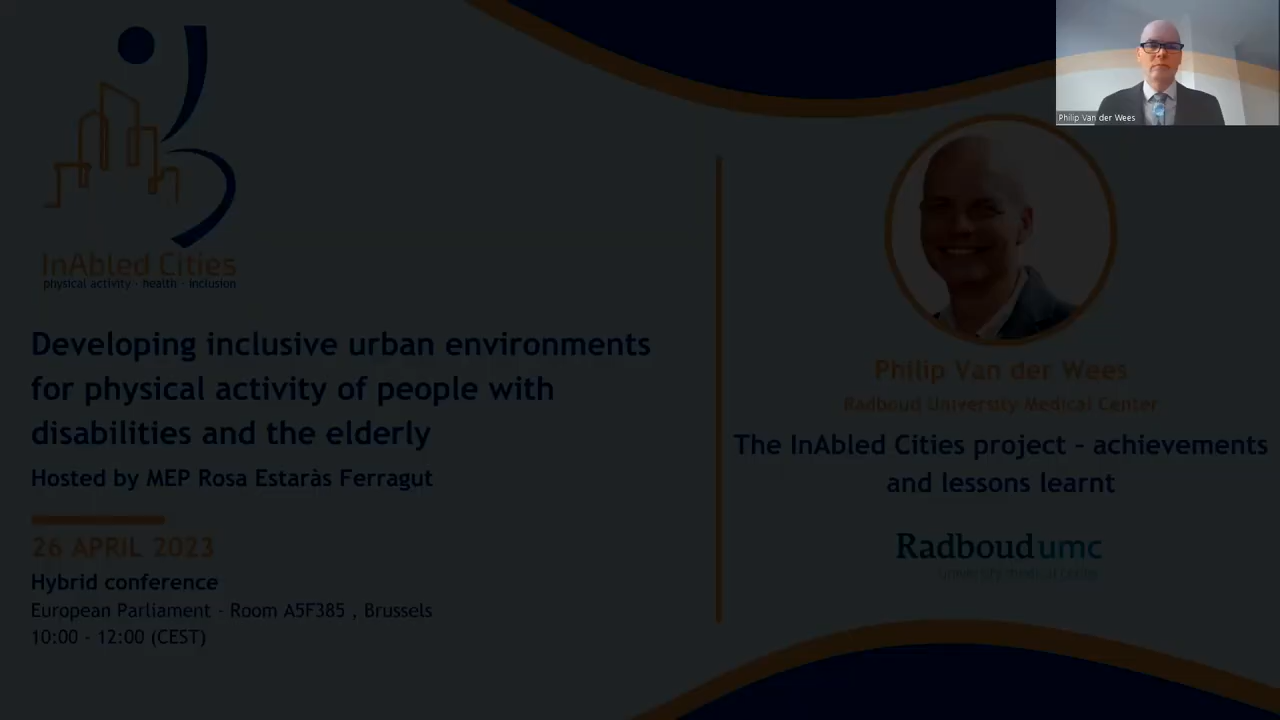 InAbled Cities
physical activity · health · inclusion
Developing inclusive urban environments
for physical activity of people with
disabilities and the elderly
Hosted by MEP Rosa Estaràs Ferragut
26 APRIL 2023
Hybrid conference
European Parliament - Room A5F385 , Brussels
10:00 - 12:00 (CEST)
Philip Van der Wees
Philip Van der Wees
Radboud University Medical Center
The InAbled Cities project – achievements
and lessons learnt
Radboudumc
university medical center